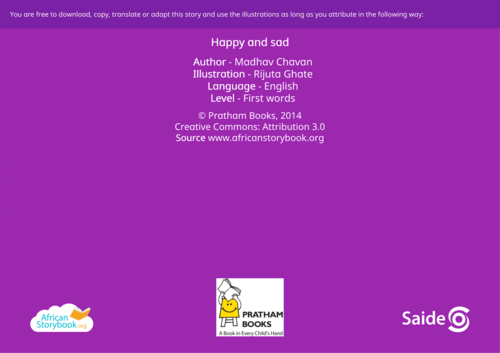 You are free to download, copy, translate or adapt this story and use the illustrations as long as you attribute in the following way:
Happy and sad
Author - Madhav Chavan
Illustration - Rijuta Ghate
Language - English
Level - First words
© Pratham Books, 2014
Creative Commons: Attribution 3.0
Source www.africanstorybook.org
African
Storybook.org
PRATHAM
BOOKS
A Book in Every Child's Hand
Saide